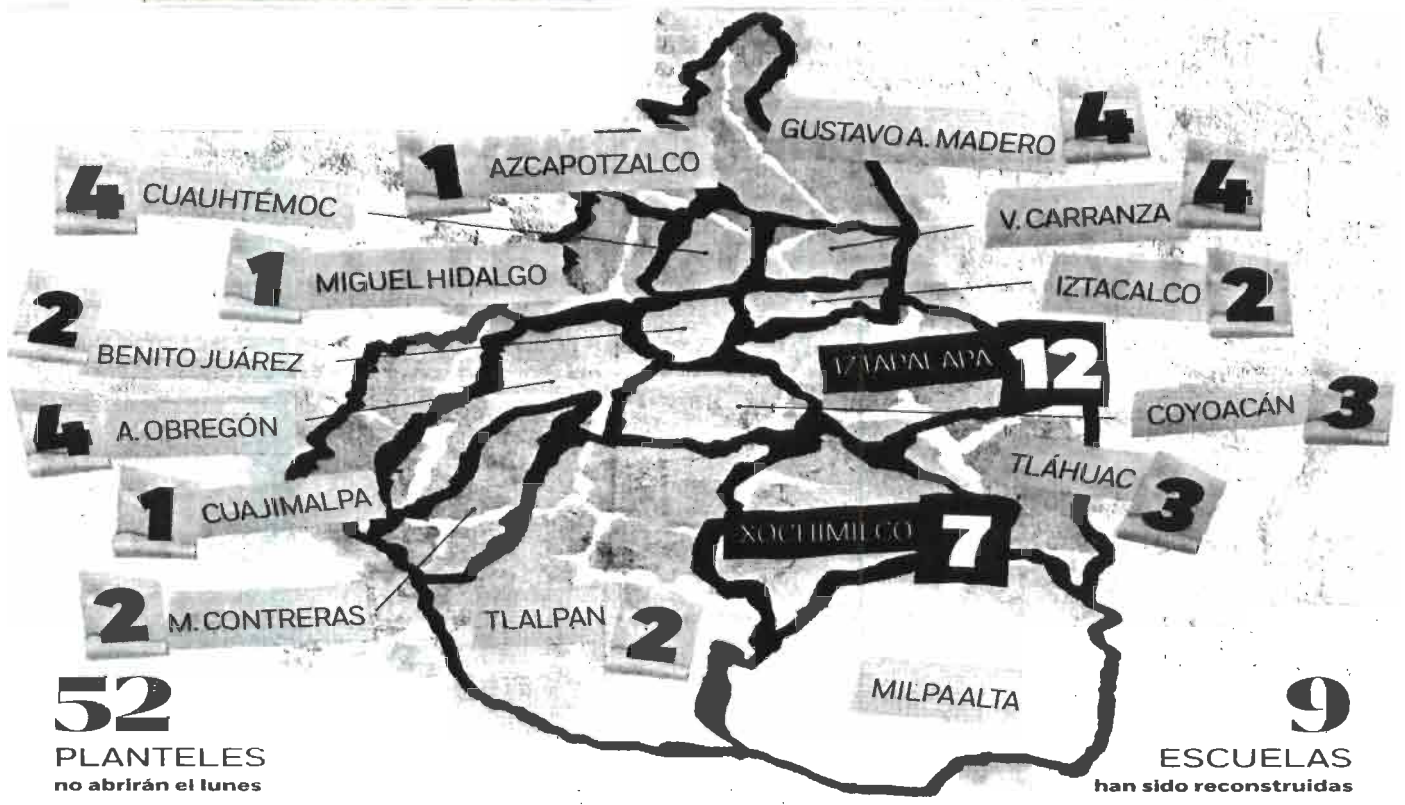 4 GUSTAVO A. MADERO
1 AZCAPOTZALCO
4 CUAUHTÉMOC
4 V. CARRANZA
1 MIGUEL HIDALGO
IZTACALCO 2
2 BENITO JUÁREZ
IZTAPALAPA 12
COYOACÁN 3
4 A. OBREGÓN
TLÁHUAC 3
1 CUAJIMALPA
XOCHIMILCO 7
2 M. CONTRERAS
TLALPAN 2
MILPA ALTA
52
PLANTELES
no abrirán el lunes
9
ESCUELAS
han sido reconstruidas